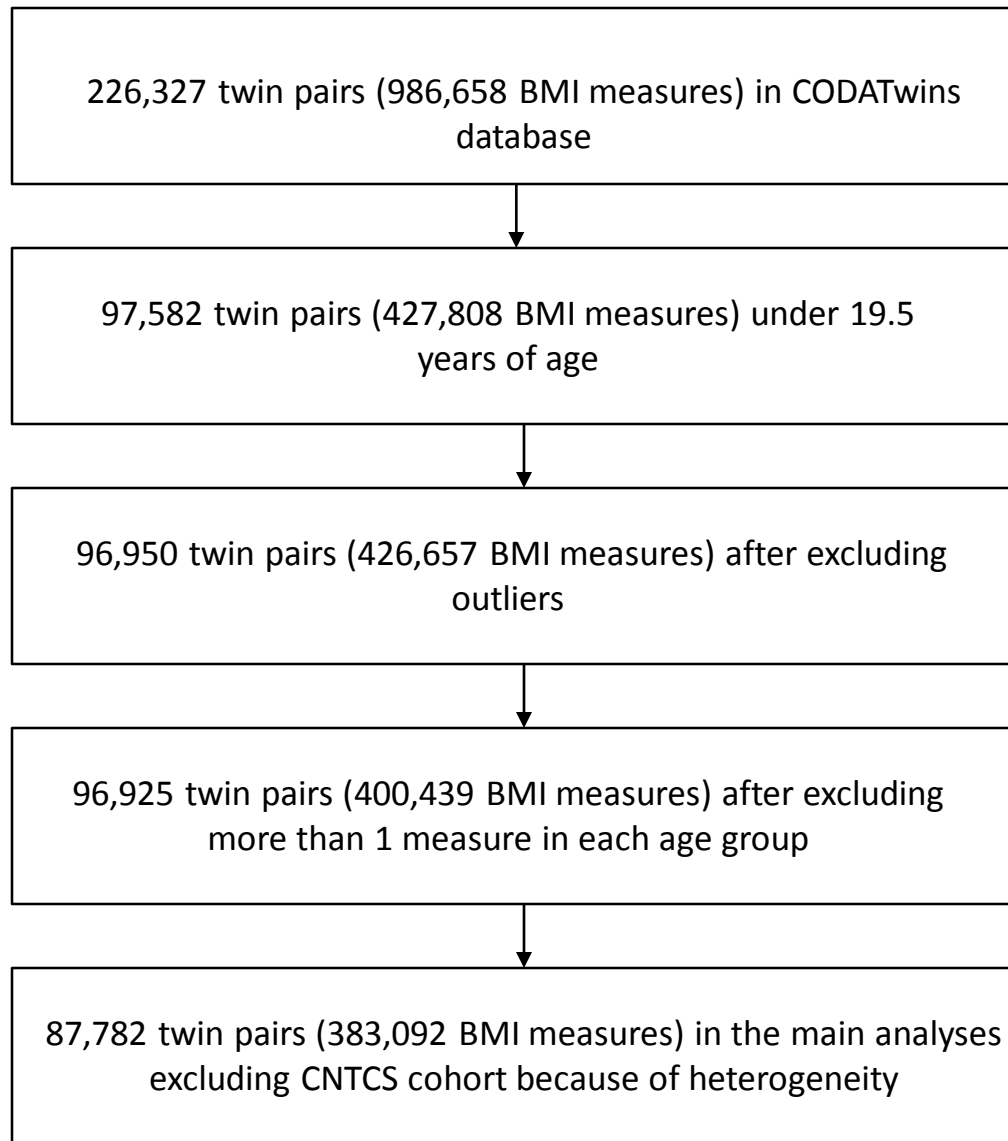 226,327 twin pairs (986,658 BMI measures) in CODATwins
database
97,582 twin pairs (427,808 BMI measures) under 19.5
years of age
96,950 twin pairs (426,657 BMI measures) after excluding
outliers
96,925 twin pairs (400,439 BMI measures) after excluding
more than 1 measure in each age group
87,782 twin pairs (383,092 BMI measures) in the main analyses
excluding CNTCS cohort because of heterogeneity